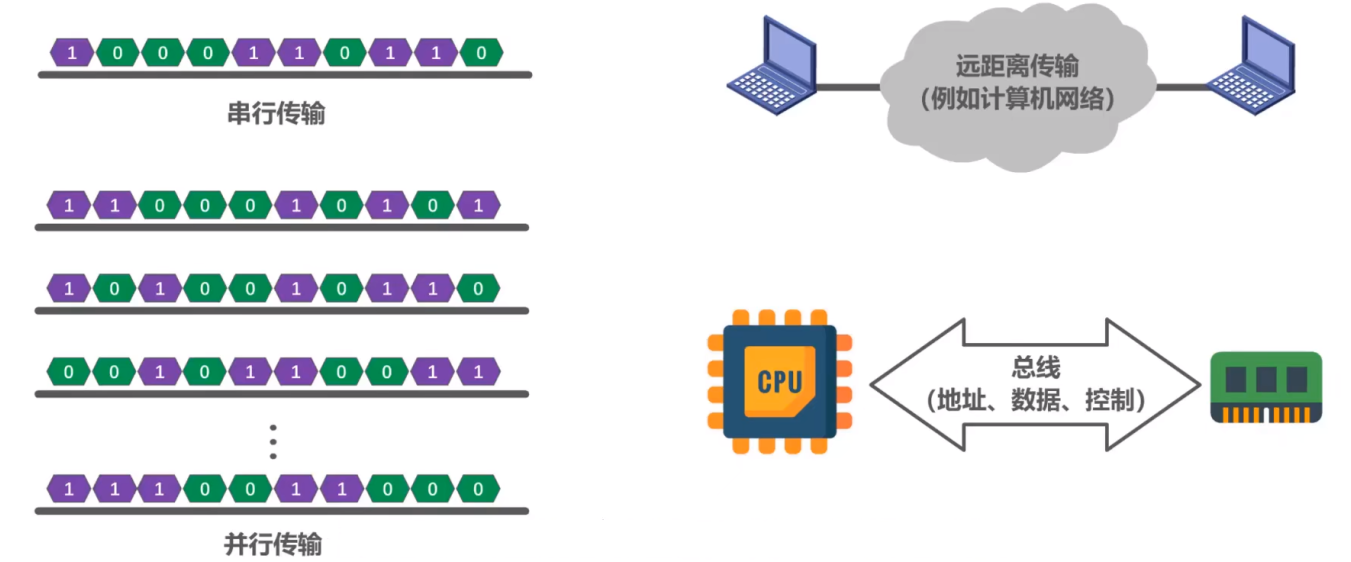 1 0 0 0 1 1 0 1 1 0
串行传输
1 1 0 0 0 1 0 1 0 1
1 0 1 0 0 1 0 1 1 0
0 0 1 0 1 1 0 0 1 1
1 1 1 0 0 1 1 0 0 0
并行传输
远距离传输
（例如计算机网络）
CPU
总线
（地址、数据、控制）